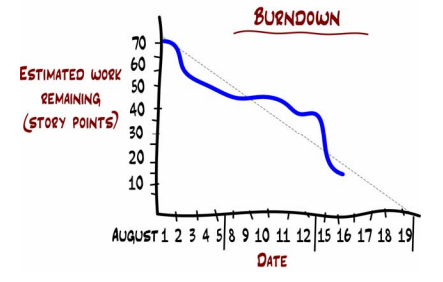 BURNDOWN
70
60
50
40
30
20
10
ESTIMATED WORK
REMAINING
(STORY POINTS)
AUGUST 1 2 3 4 5 8 9 10 11 12 15 16 17 18 19
DATE